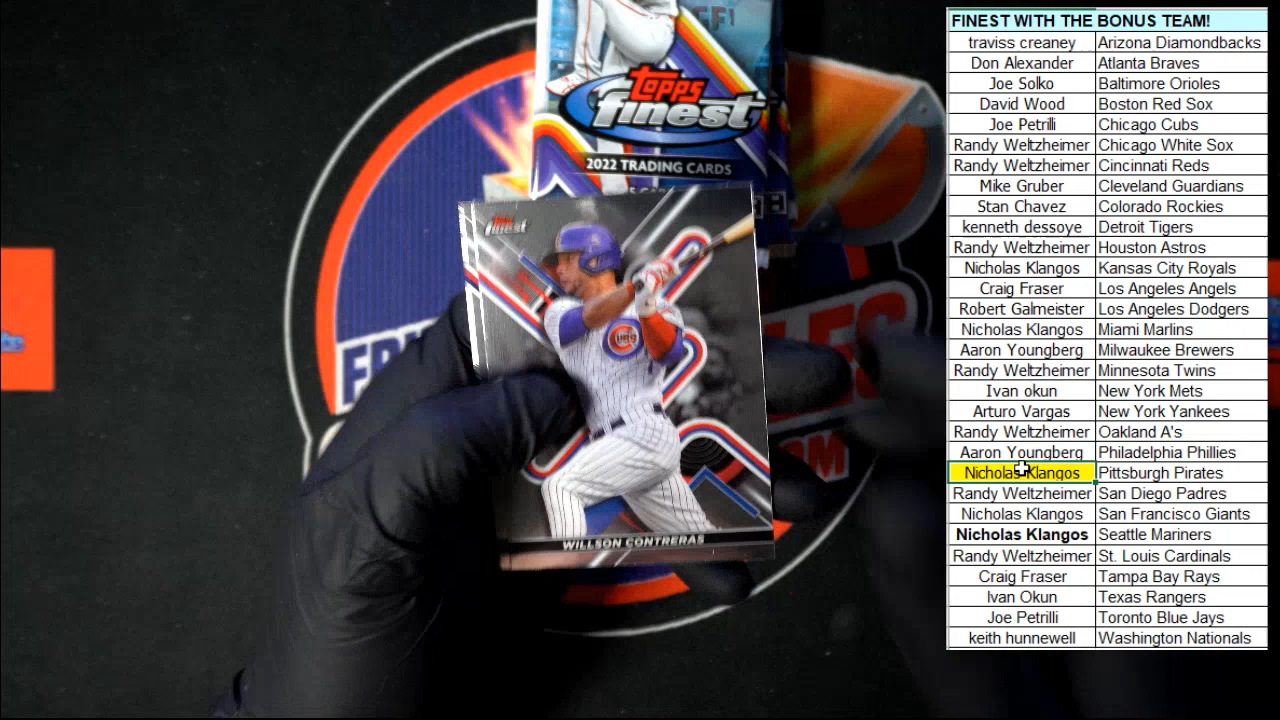 Topps
finest
2022 TRADING CARDS
Topps
finest
WILLSON CONTRERAS
FINEST WITH THE BONUS TEAM!
traviss creaney Arizona Diamondbacks
Don Alexander Atlanta Braves
Joe Solko Baltimore Orioles
David Wood Boston Red Sox
Joe Petrilli Chicago Cubs
Randy Weltzheimer Chicago White Sox
Randy Weltzheimer Cincinnati Reds
Mike Gruber Cleveland Guardians
Stan Chavez Colorado Rockies
kenneth dessoye Detroit Tigers
Randy Weltzheimer Houston Astros
Nicholas Klangos Kansas City Royals
Craig Fraser Los Angeles Angels
Robert Galmeister Los Angeles Dodgers
Nicholas Klangos Miami Marlins
Aaron Youngberg Milwaukee Brewers
Randy Weltzheimer Minnesota Twins
Ivan okun New York Mets
Arturo Vargas New York Yankees
Randy Weltzheimer Oakland A's
Aaron Youngberg Philadelphia Phillies
Nicholas Klangos Pittsburgh Pirates
Randy Weltzheimer San Diego Padres
Nicholas Klangos San Francisco Giants
Nicholas Klangos Seattle Mariners
Randy Weltzheimer St. Louis Cardinals
Craig Fraser Tampa Bay Rays
Ivan Okun Texas Rangers
Joe Petrilli Toronto Blue Jays
keith hunnewell Washington Nationals